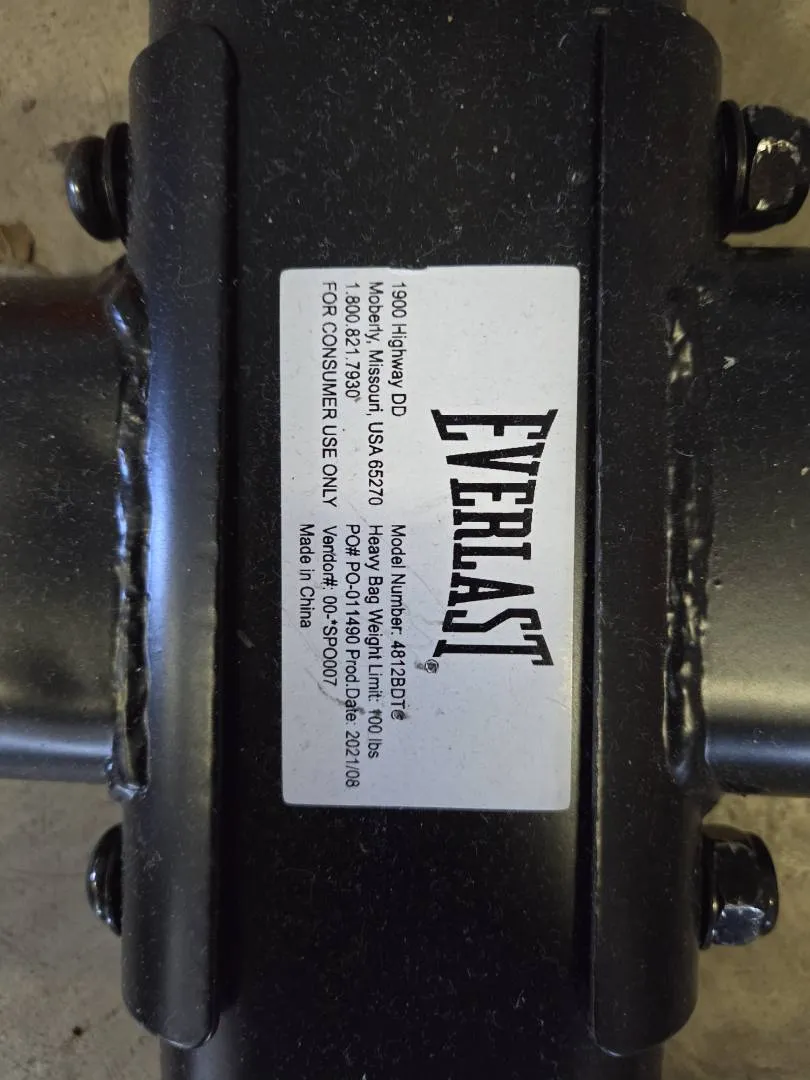 EVERLAST®
1900 Highway DD
Moberly, Missouri, USA 65270
1.800.821.7930
FOR CONSUMER USE ONLY
Model Number: 4812BDT®
Heavy Bag Weight Limit: 100 lbs
PO# PO-011490 Prod.Date: 2021/08
Vendor#: 00-*SPO007
Made in China